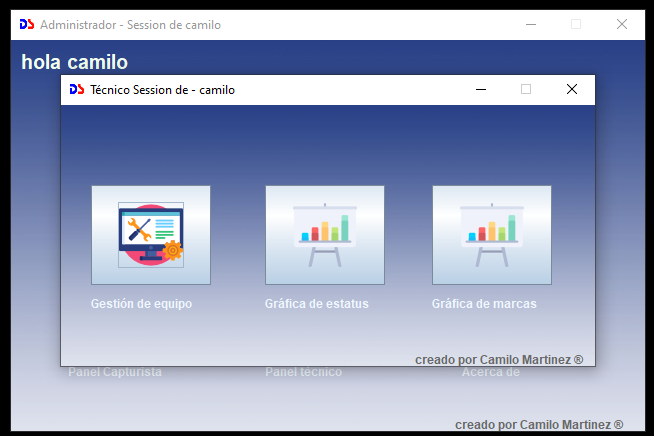 DS Administrador - Session de camilo
hola camilo
DS Técnico Session de - camilo
Gestión de equipo
Gráfica de estatus
Gráfica de marcas
creado por Camilo Martinez ®
Panel Capturista
Panel técnico
Acerca de
creado por Camilo Martinez ®